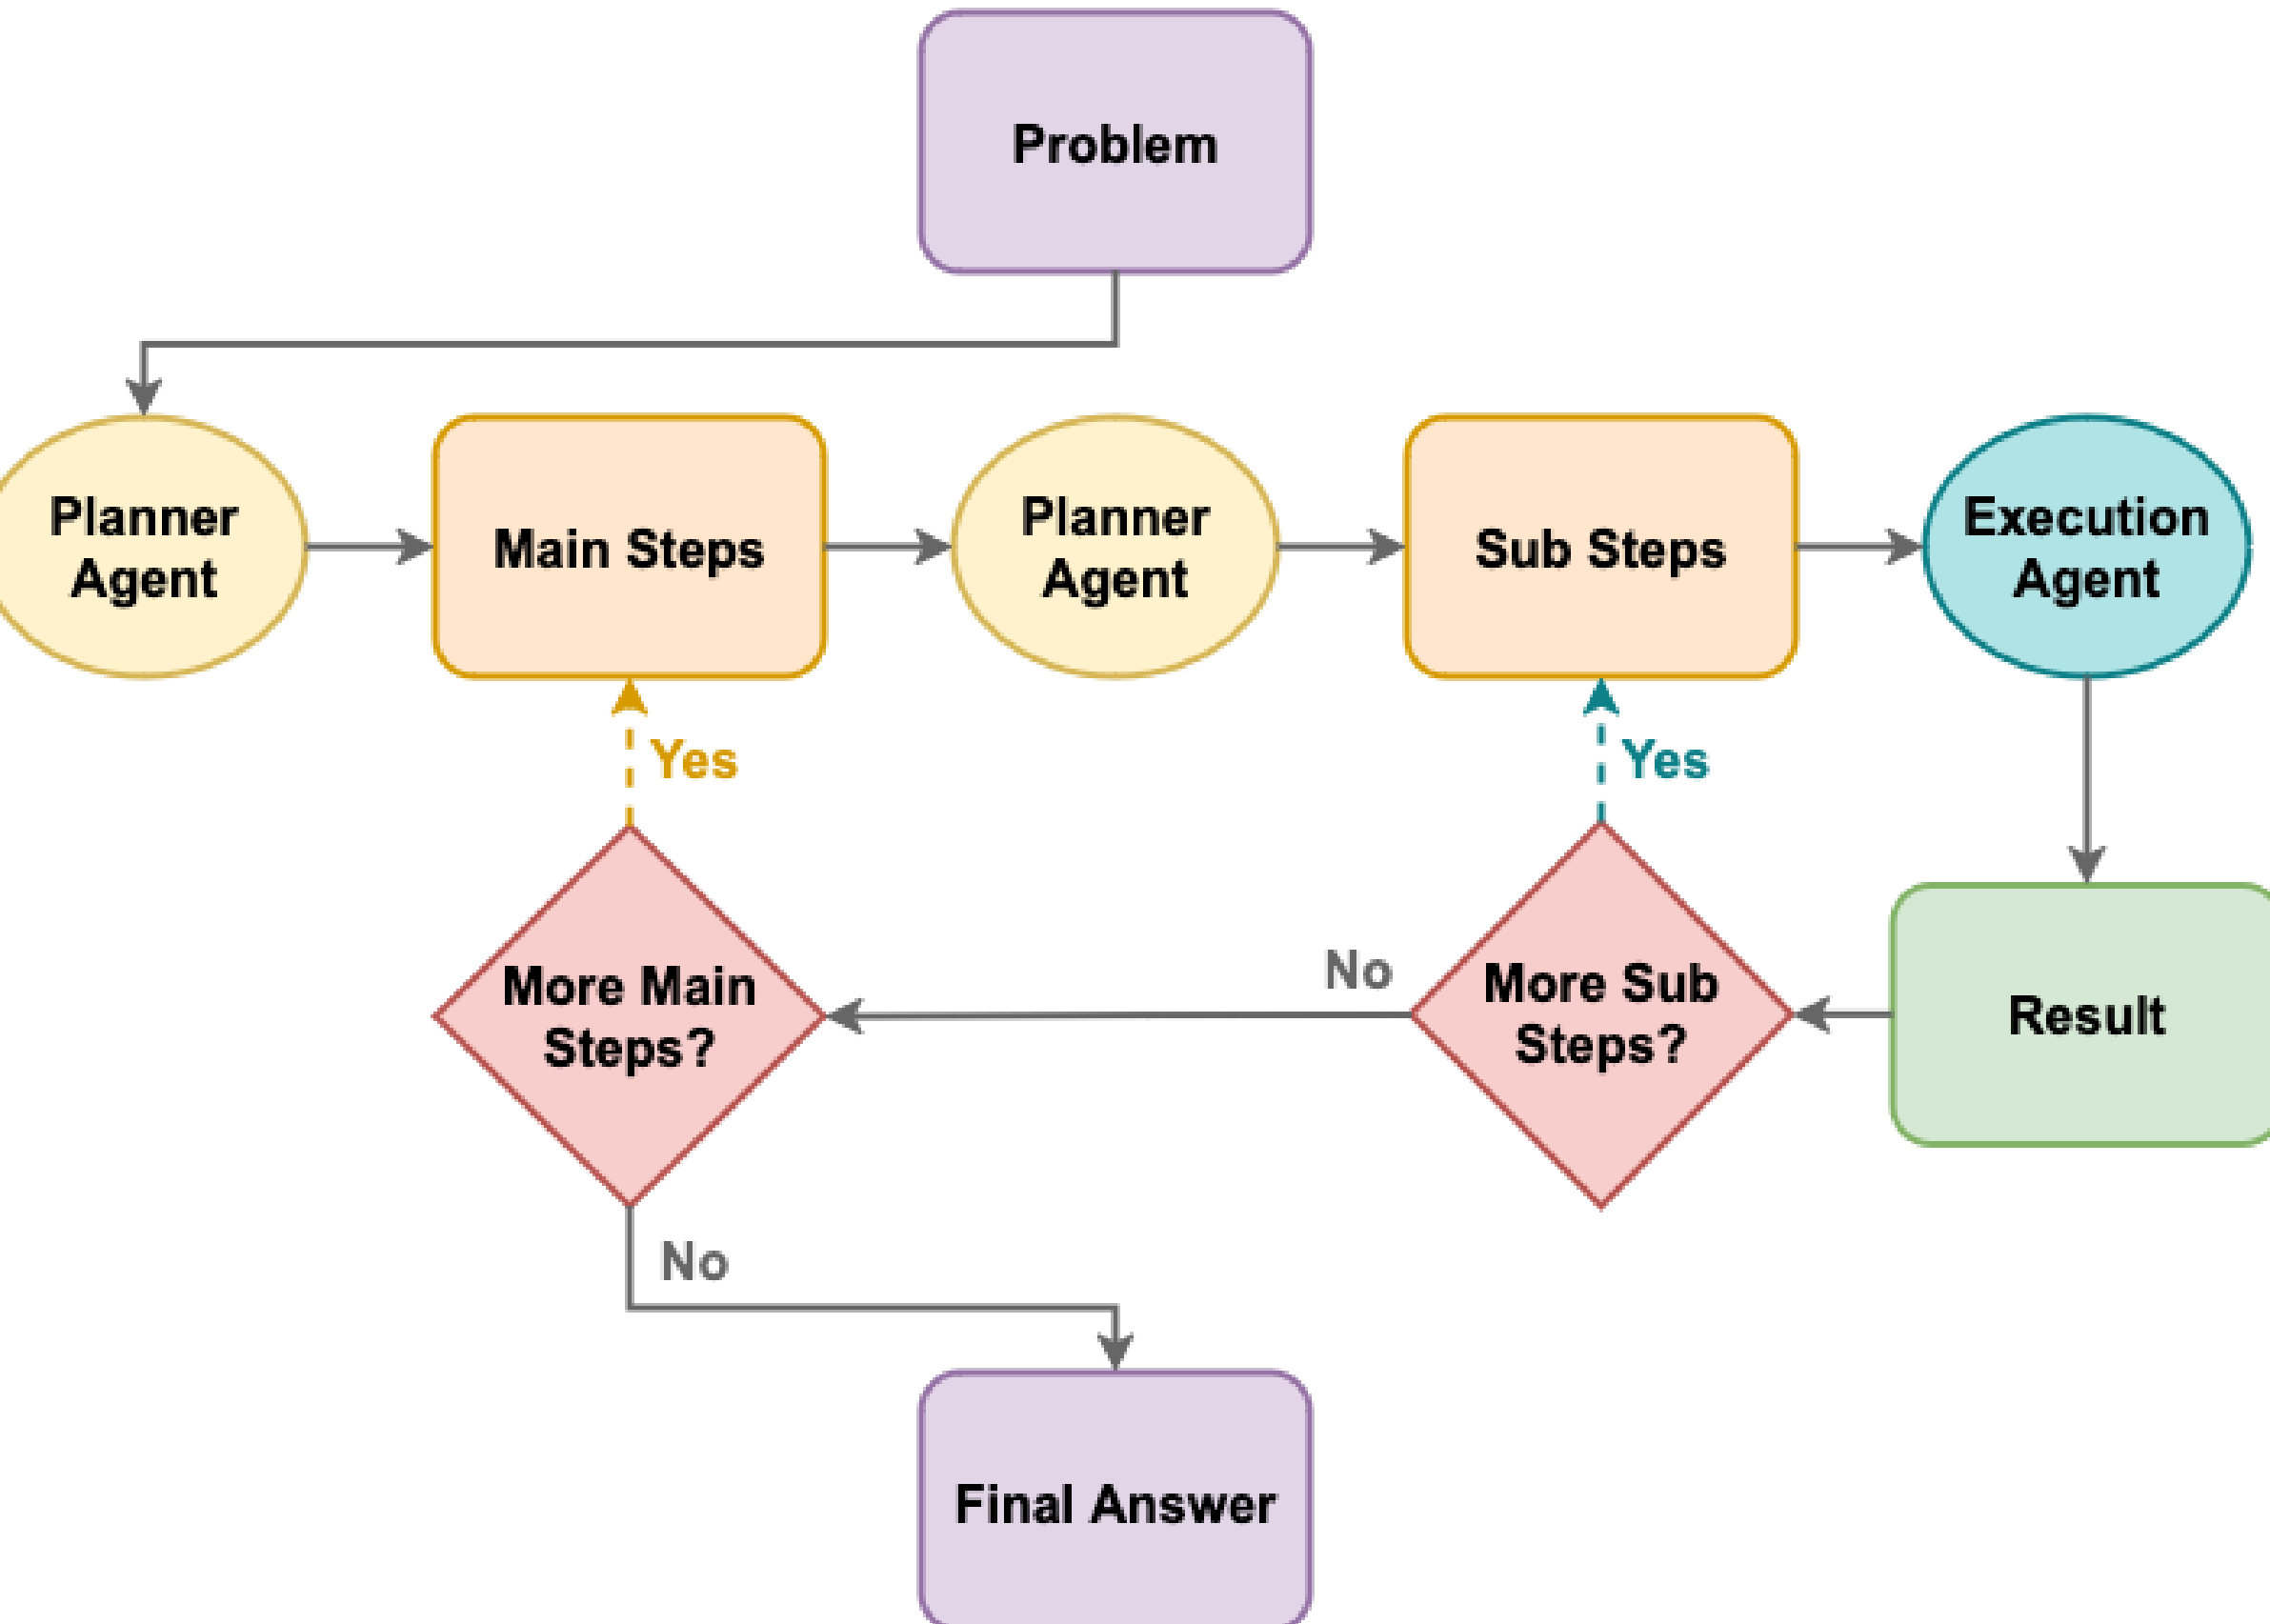 Problem
Planner
Agent
Main Steps
Planner
Agent
Sub Steps
Execution
Agent
Yes
Yes
More Main
Steps?
No
More Sub
Steps?
Result
No
Final Answer